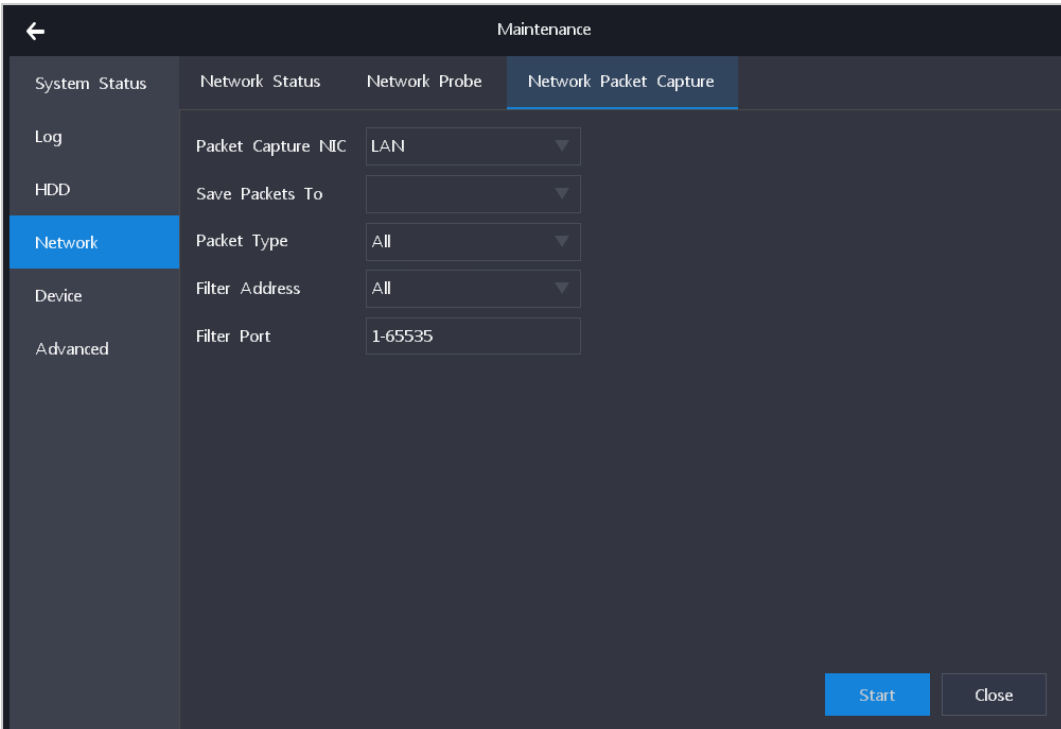 Maintenance
System Status
Log
HDD
Network
Device
Advanced
Network Status Network Probe Network Packet Capture
Packet Capture NIC LAN
Save Packets To
Packet Type All
Filter Address All
Filter Port 1-65535
Start Close